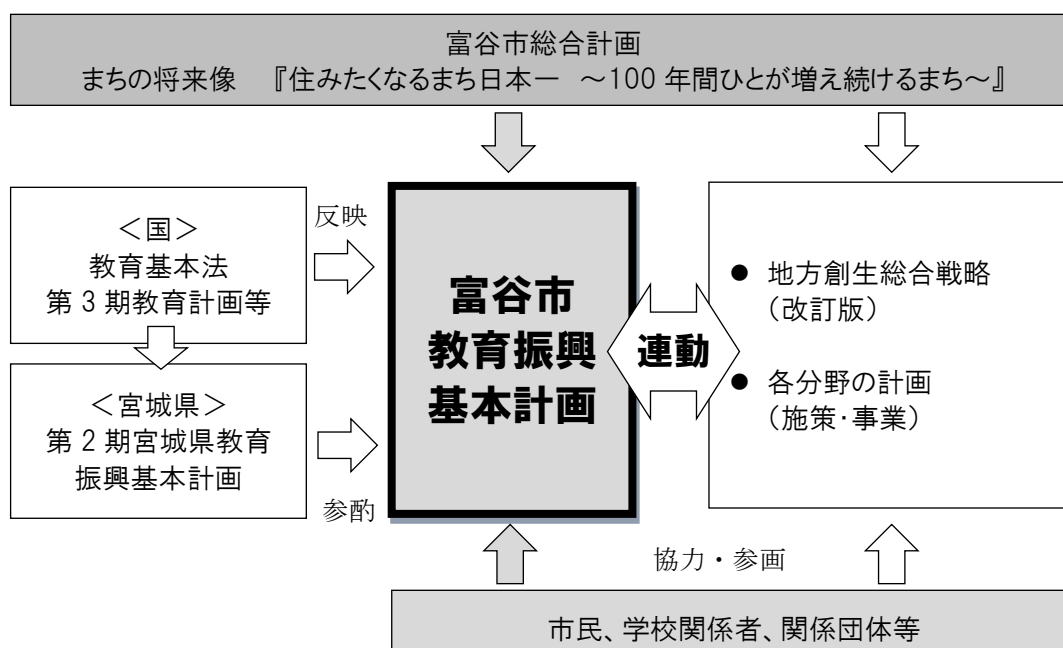 富谷市総合計画
まちの将来像　『住みたくなるまち日本一　～100 年間ひとが増え続けるまち～』
＜国＞
教育基本法
第 3 期教育計画等
反映
＜宮城県＞
第 2 期宮城県教育
振興基本計画
参酌
富谷市
教育振興
基本計画
連動
● 地方創生総合戦略
（改訂版）
● 各分野の計画
（施策・事業）
協力・参画
市民、学校関係者、関係団体等